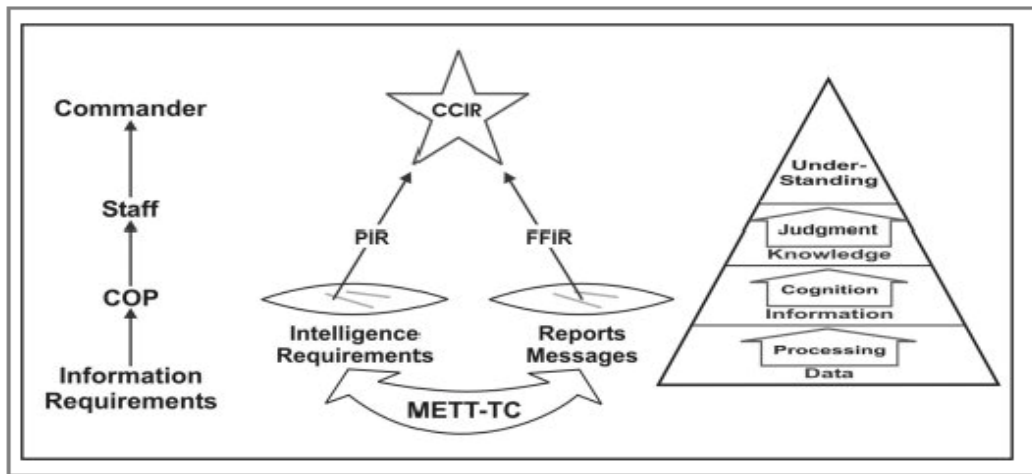 Commander
Staff
COP
Information
Requirements
CCIR
PIR
FFIR
Intelligence
Requirements
Reports
Messages
METT-TC
Under-
Standing
Judgment
Knowledge
Cognition
Information
Processing
Data